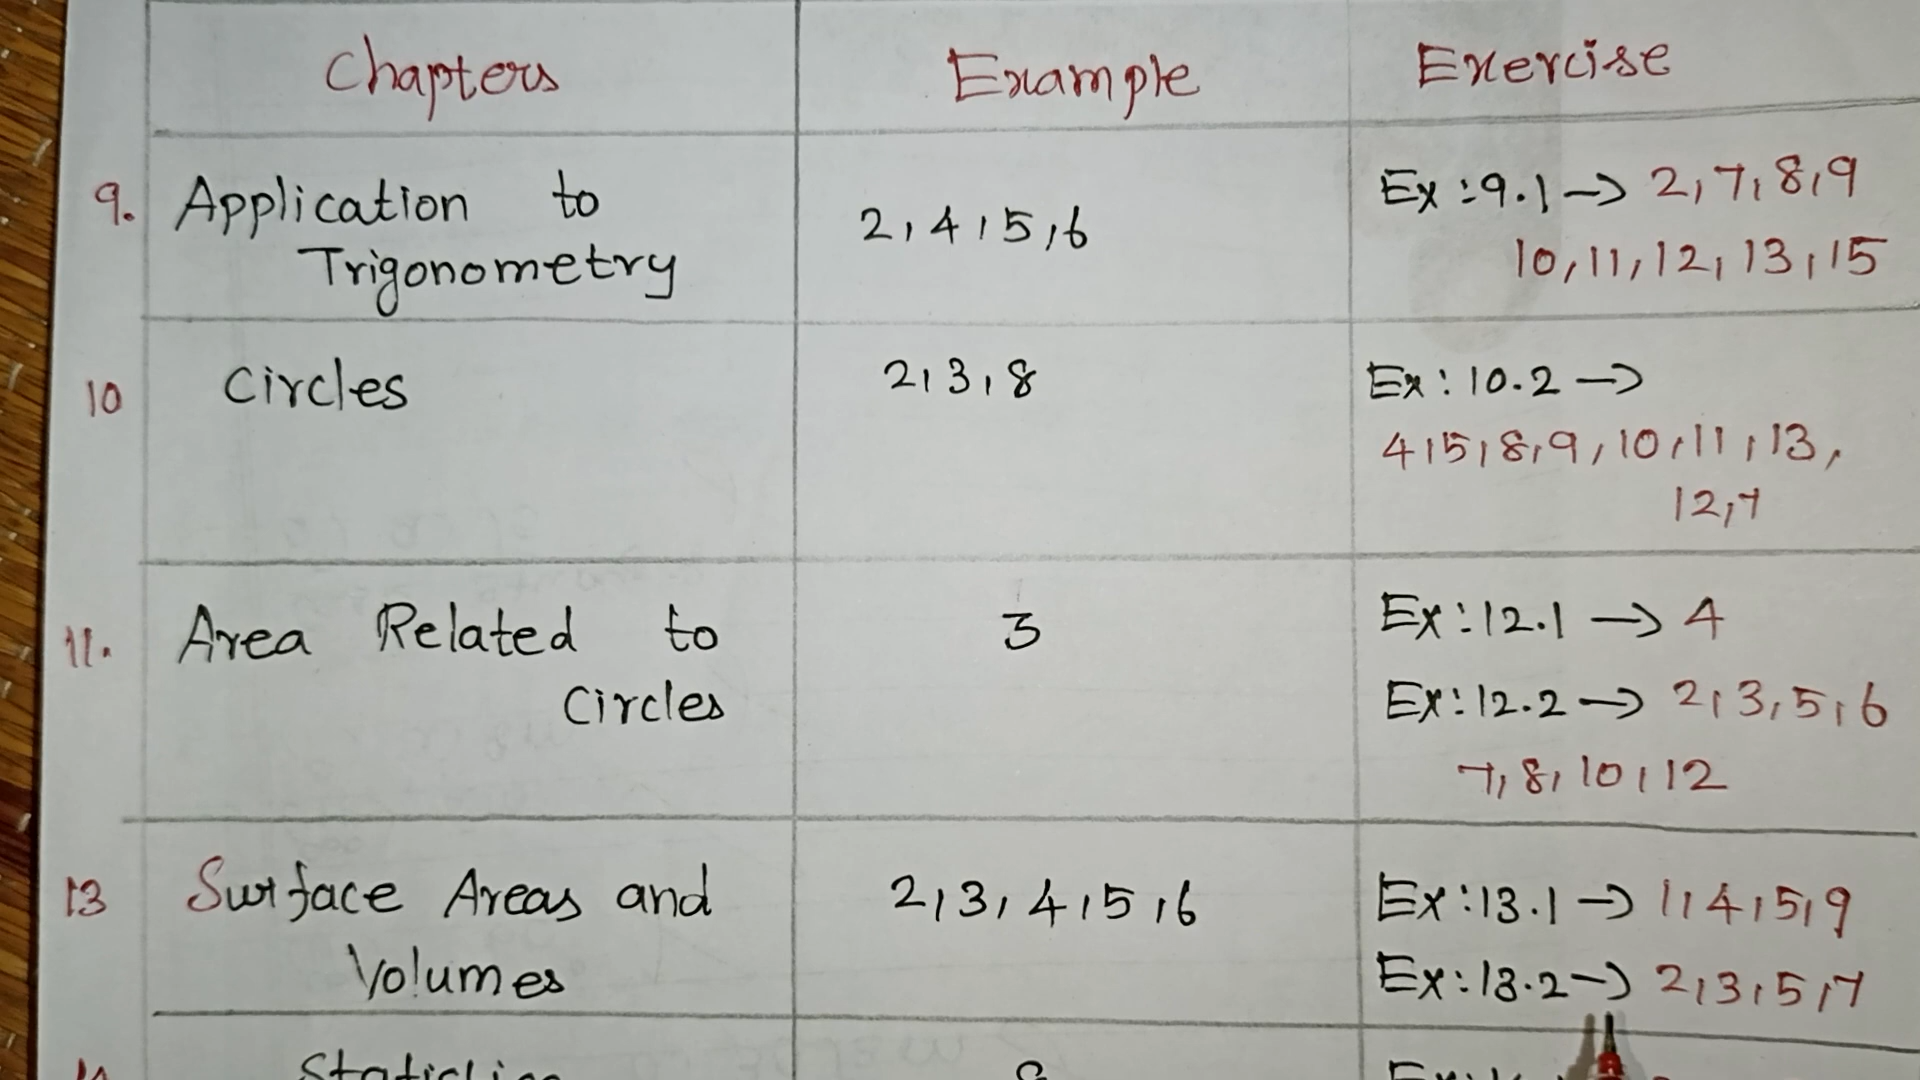 Chapters Example Exercise
9. Application to
Trigonometry
2, 4, 5, 6
Ex: 9.1 → 2, 7, 8, 9
10, 11, 12, 13, 15
10 Circles
2, 3, 8
Ex: 10.2 →
4, 5, 8, 9, 10, 11, 13,
12, 7
11. Area Related to
Circles
3
Ex: 12.1 → 4
Ex: 12.2 → 2, 3, 5, 6
7, 8, 10, 12
13 Surface Areas and
Volumes
2, 3, 4, 5, 6
Ex: 13.1 → 1, 4, 5, 9
Ex: 13.2 → 2, 3, 5, 7